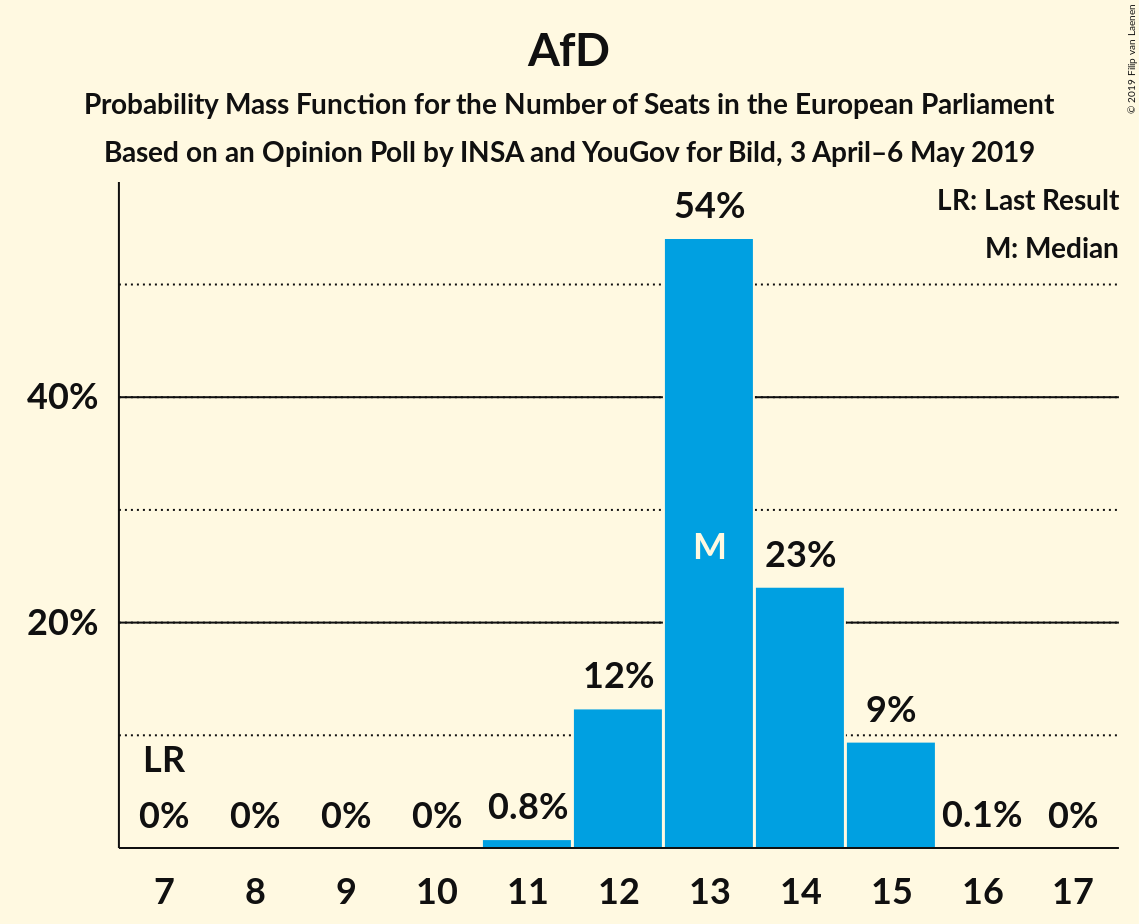 AfD
Probability Mass Function for the Number of Seats in the European Parliament
Based on an Opinion Poll by INSA and YouGov for Bild, 3 April–6 May 2019
© 2019 Filip van Laenen
LR: Last Result
M: Median
54%
40%
M
23%
20%
12%
9%
LR
0% 0% 0% 0% 0.8% 0.1% 0%
7 8 9 10 11 12 13 14 15 16 17